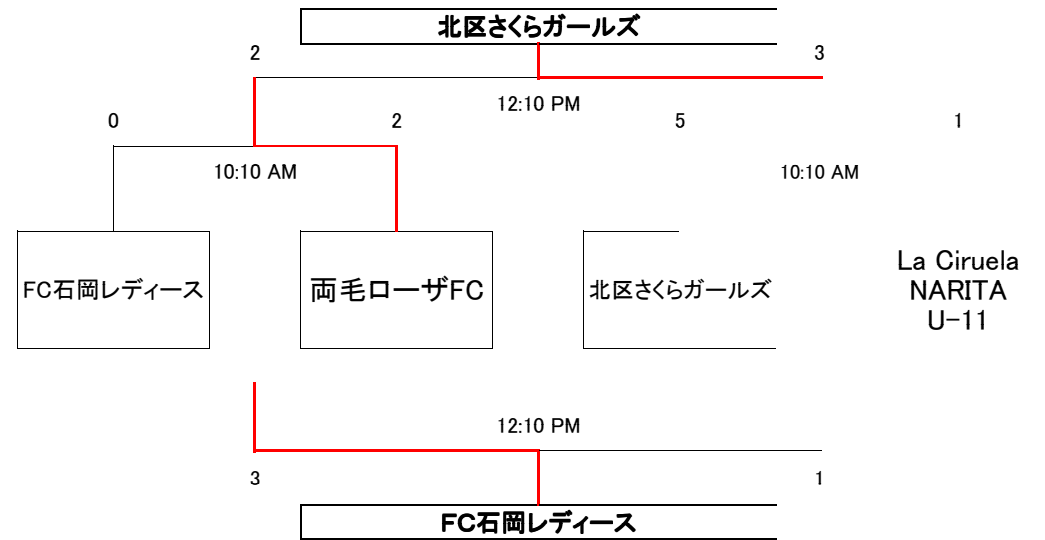 北区さくらガールズ
2 3
12:10 PM
0 2 5 1
10:10 AM 10:10 AM
FC石岡レディース
両毛ローザFC
北区さくらガールズ
La Ciruela
NARITA
U-11
12:10 PM
3 1
FC石岡レディース